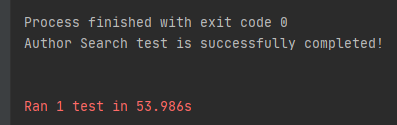 Process finished with exit code 0
Author Search test is successfully completed!
Ran 1 test in 53.986s